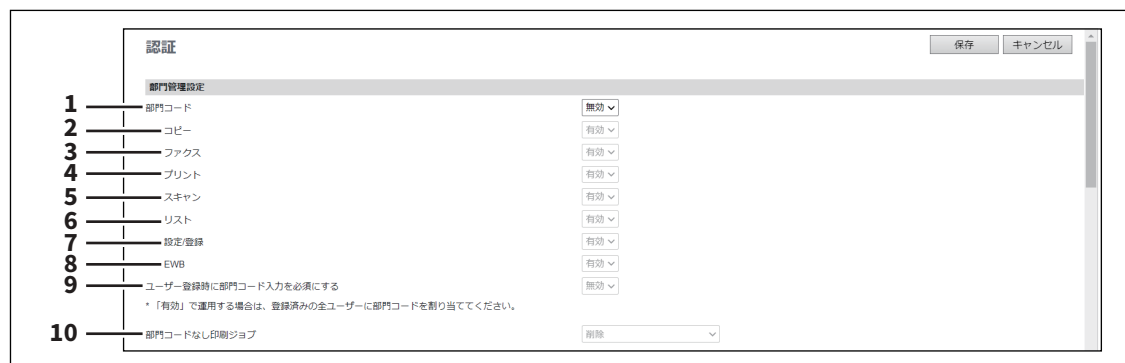 認証
保存 キャンセル
部門管理設定
1 部門コード 無効
2 コピー 有効
3 ファクス 有効
4 プリント 有効
5 スキャン 有効
6 リスト 有効
7 設定/登録 有効
8 EWB 有効
9 ユーザー登録時に部門コード入力を必須にする 無効
* 「有効」で運用する場合は、登録済みの全ユーザーに部門コードを割り当ててください。
10 部門コードなし印刷ジョブ 削除